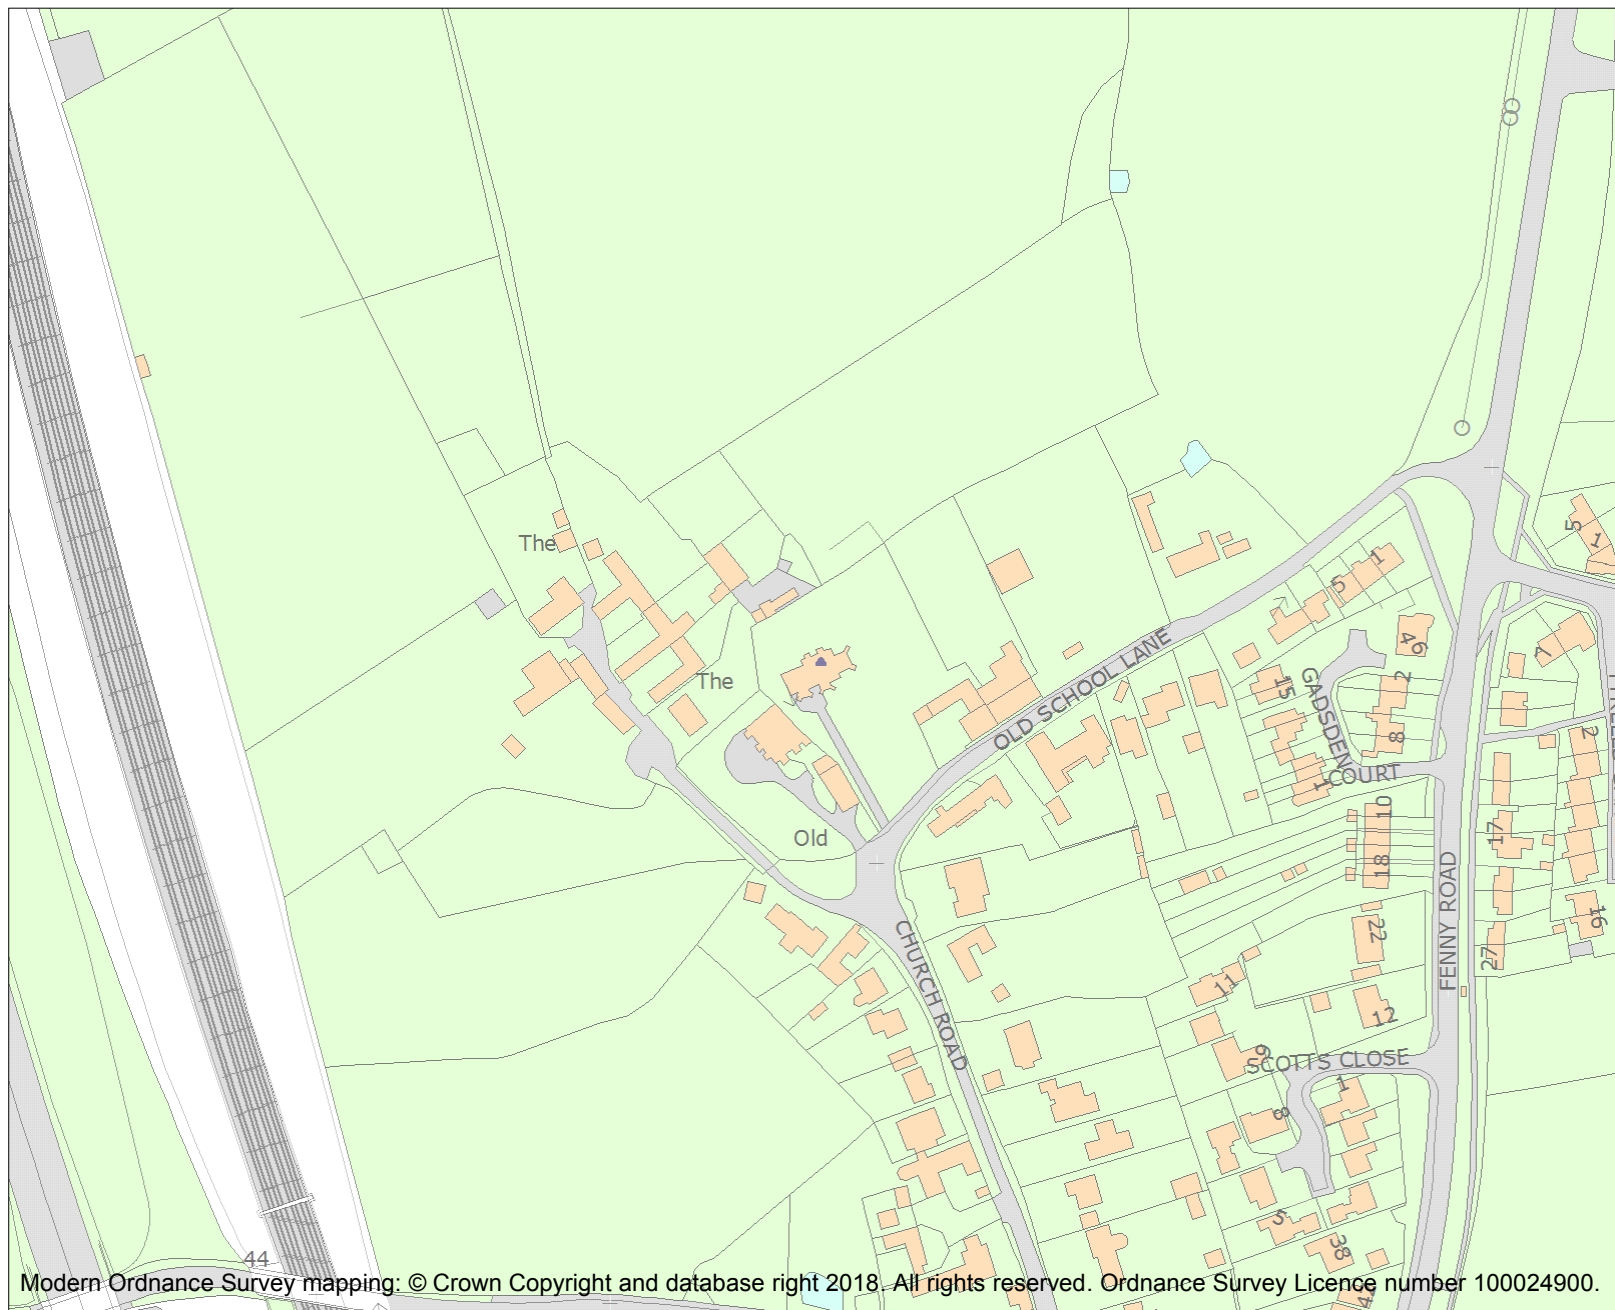 5
1
The
1
5
7
46
7
OLD SCHOOL LANE
The
15
2
GADSDEN
8
2
1
COURT
10
Old
17
18
FENNY ROAD
22
16
CHURCH ROAD
27
11
12
9
SCOTTS CLOSE
1
8
5
38
44
Modern Ordnance Survey mapping: © Crown Copyright and database right 2018. All rights reserved. Ordnance Survey Licence number 100024900.